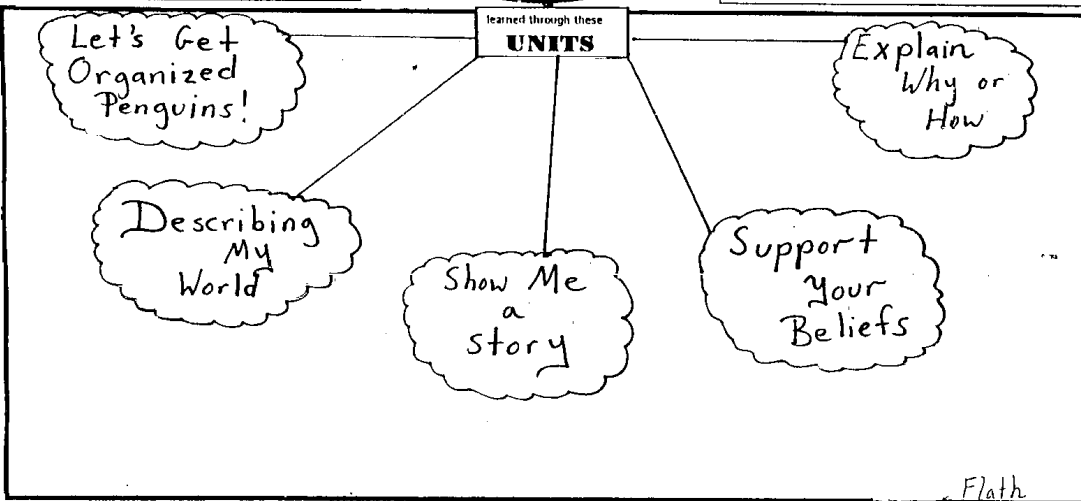 learned through these
UNITS
Let's Get
Organized
Penguins!
Describing
My
World
Show Me
a
Story
Support
Your
Beliefs
Explain
Why or
How
Flath